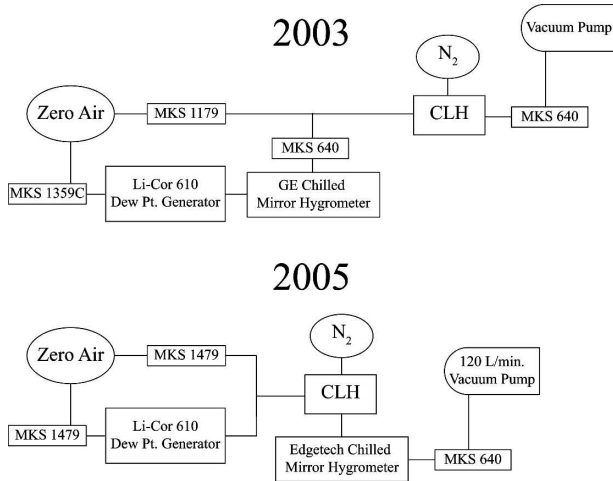 2003
Vacuum Pump
N2
Zero Air
MKS 1179
CLH
MKS 640
MKS 640
MKS 1359C
Li-Cor 610
Dew Pt. Generator
GE Chilled
Mirror Hygrometer
2005
N2
Zero Air
MKS 1479
120 L/min.
Vacuum Pump
CLH
MKS 1479
Li-Cor 610
Dew Pt. Generator
Edgetech Chilled
Mirror Hygrometer
MKS 640